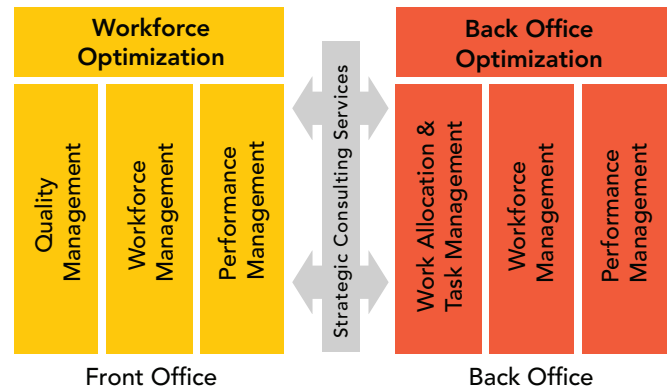 Workforce
Optimization
Quality
Management
Workforce
Management
Performance
Management
Front Office
Strategic Consulting Services
Back Office
Optimization
Work Allocation &
Task Management
Workforce
Management
Performance
Management
Back Office